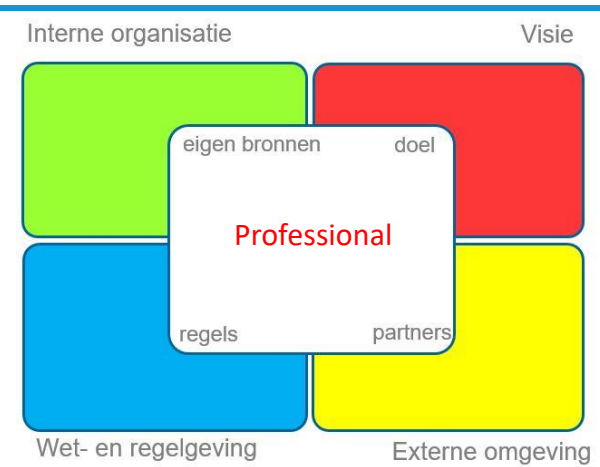 Interne organisatie
Visie
eigen bronnen
doel
Professional
regels
partners
Wet- en regelgeving
Externe omgeving